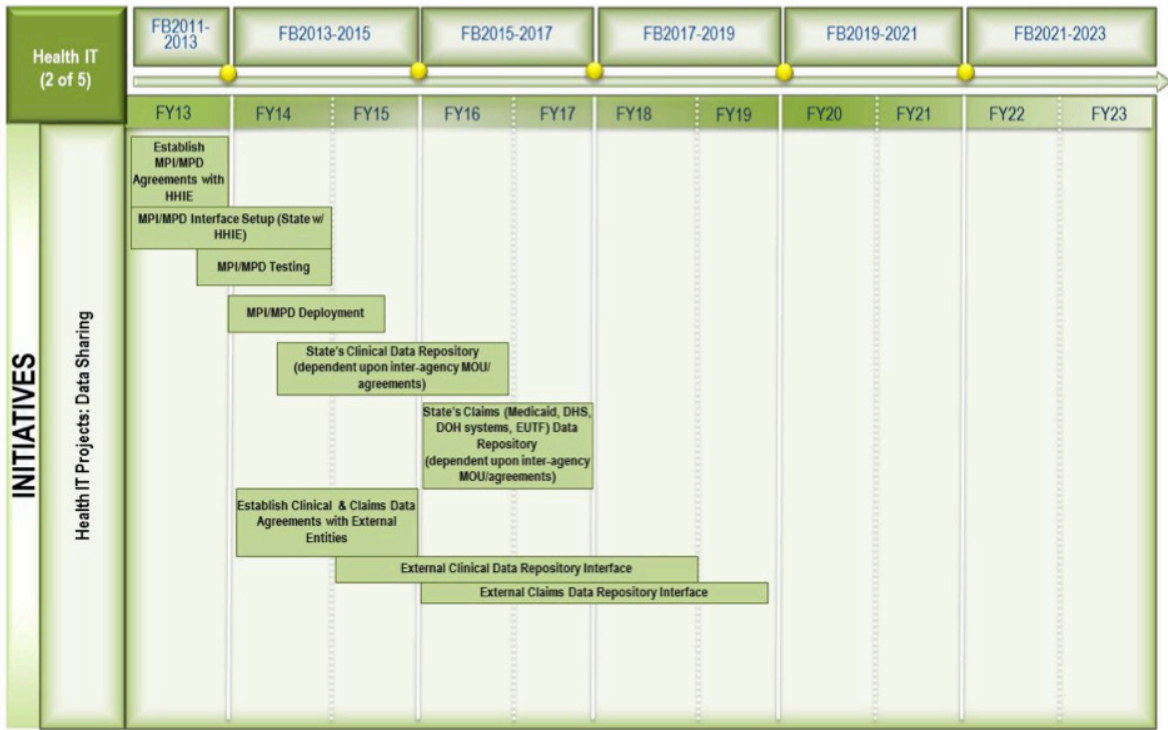 Health IT
(2 of 5)
FB2011-
2013
FB2013-2015
FB2015-2017
FB2017-2019
FB2019-2021
FB2021-2023
FY13
FY14
FY15
FY16
FY17
FY18
FY19
FY20
FY21
FY22
FY23
INITIATIVES
Health IT Projects: Data Sharing
Establish
MPI/MPD
Agreements with
HHIE
MPI/MPD Interface Setup (State w/
HHIE)
MPI/MPD Testing
MPI/MPD Deployment
State's Clinical Data Repository
(dependent upon inter-agency MOU/
agreements)
State's Claims (Medicaid, DHS,
DOH systems, EUTF) Data
Repository
(dependent upon inter-agency
MOU/agreements)
Establish Clinical & Claims Data
Agreements with External
Entities
External Clinical Data Repository Interface
External Claims Data Repository Interface